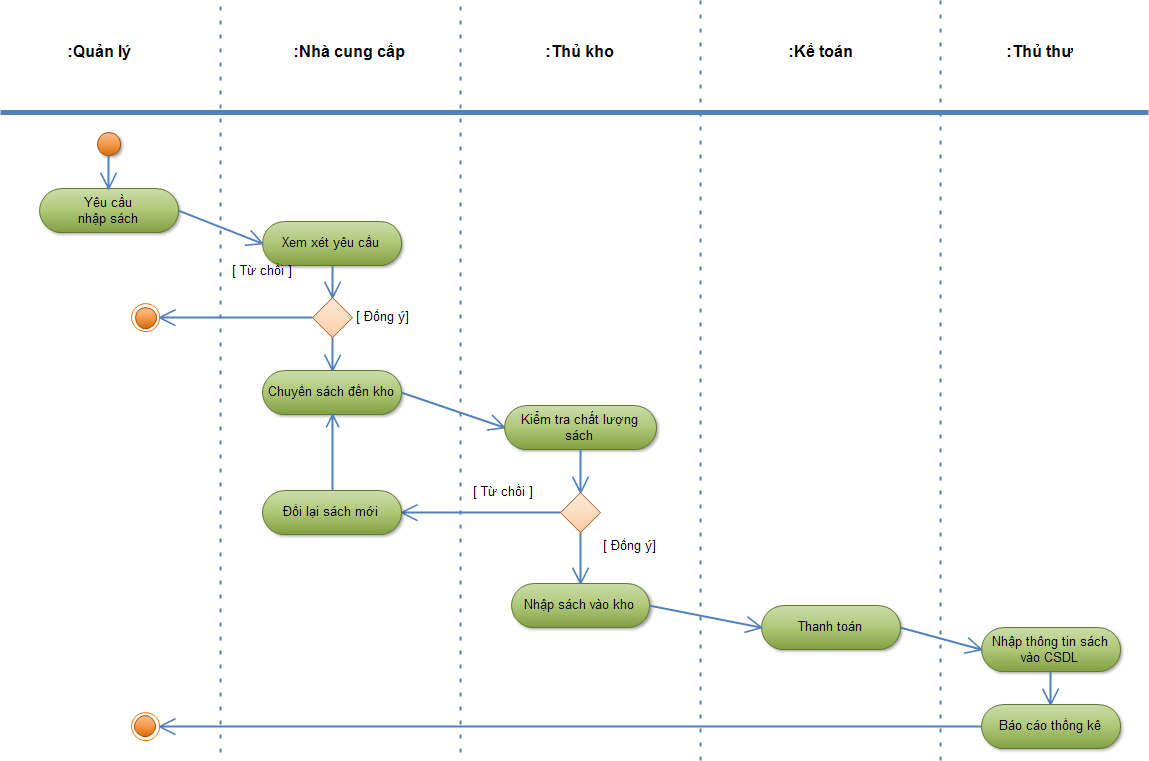 :Quản lý
:Nhà cung cấp
:Thủ kho
:Kế toán
:Thủ thư
Yêu cầu
nhập sách
Xem xét yêu cầu
[ Từ chối ]
[ Đồng ý]
Chuyển sách đến kho
Kiểm tra chất lượng
sách
[ Từ chối ]
Đổi lại sách mới
[ Đồng ý]
Nhập sách vào kho
Thanh toán
Nhập thông tin sách
vào CSDL
Báo cáo thống kê